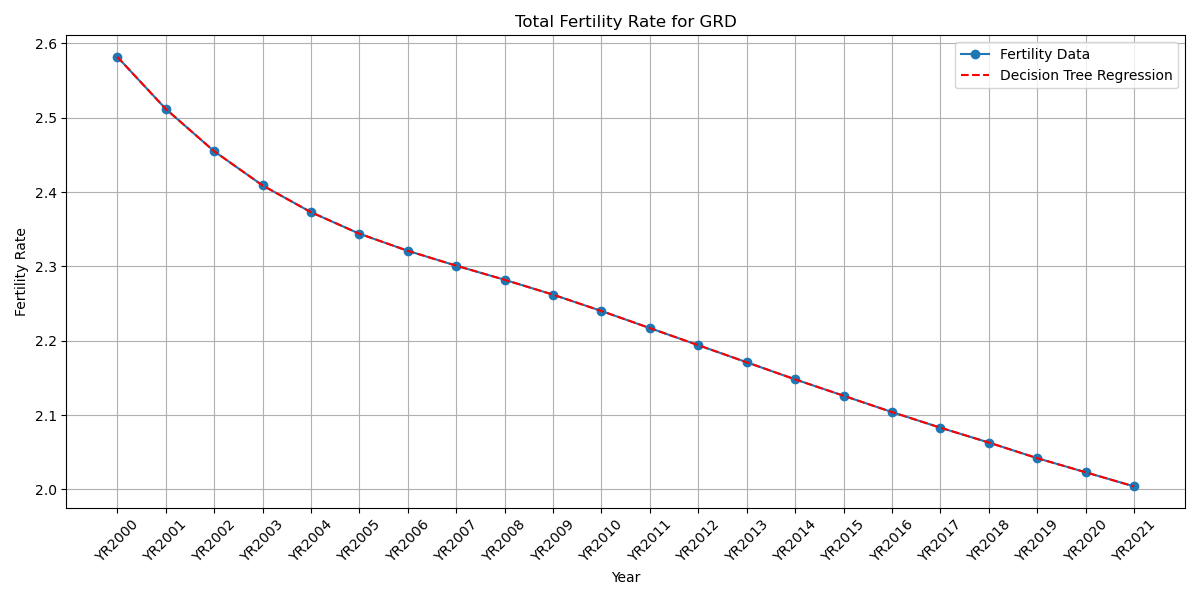 Total Fertility Rate for GRD
Fertility Data
Decision Tree Regression
Fertility Rate
2.6
2.5
2.4
2.3
2.2
2.1
2.0
YR2000
YR2001
YR2002
YR2003
YR2004
YR2005
YR2006
YR2007
YR2008
YR2009
YR2010
YR2011
YR2012
YR2013
YR2014
YR2015
YR2016
YR2017
YR2018
YR2019
YR2020
YR2021
Year